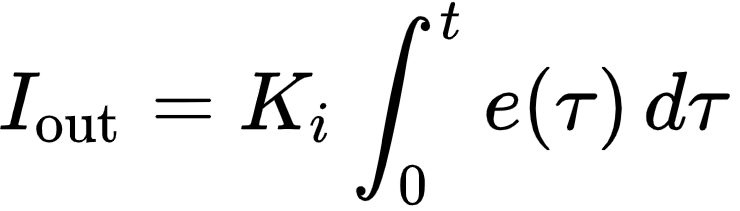 I_out = K_i ∫_0^t e(τ) dτ